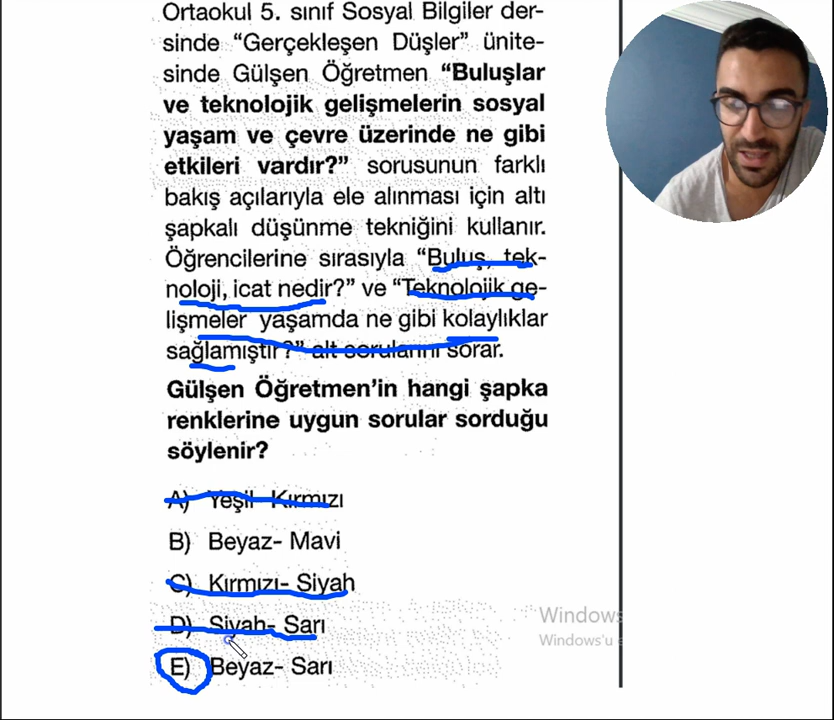 Ortaokul 5. sınıf Sosyal Bilgiler der-
sinde “Gerçekleşen Düşler” ünite-
sinde Gülşen Öğretmen “Buluşlar
ve teknolojik gelişmelerin sosyal
yaşam ve çevre üzerinde ne gibi
etkileri vardır?” sorusunun farklı
bakış açılarıyla ele alınması için altı
şapkalı düşünme tekniğini kullanır.
Öğrencilerine sırasıyla “Buluş, tek-
noloji, icat nedir?” ve “Teknolojik ge-
lişmeler yaşamda ne gibi kolaylıklar
sağlamıştır?” alt sorularını sorar.
Gülşen Öğretmen’in hangi şapka
renklerine uygun sorular sorduğu
söylenir?
A) Yeşil- Kırmızı
B) Beyaz- Mavi
C) Kırmızı- Siyah
D) Siyah- Sarı
E) Beyaz- Sarı
Windows
Windows'u e